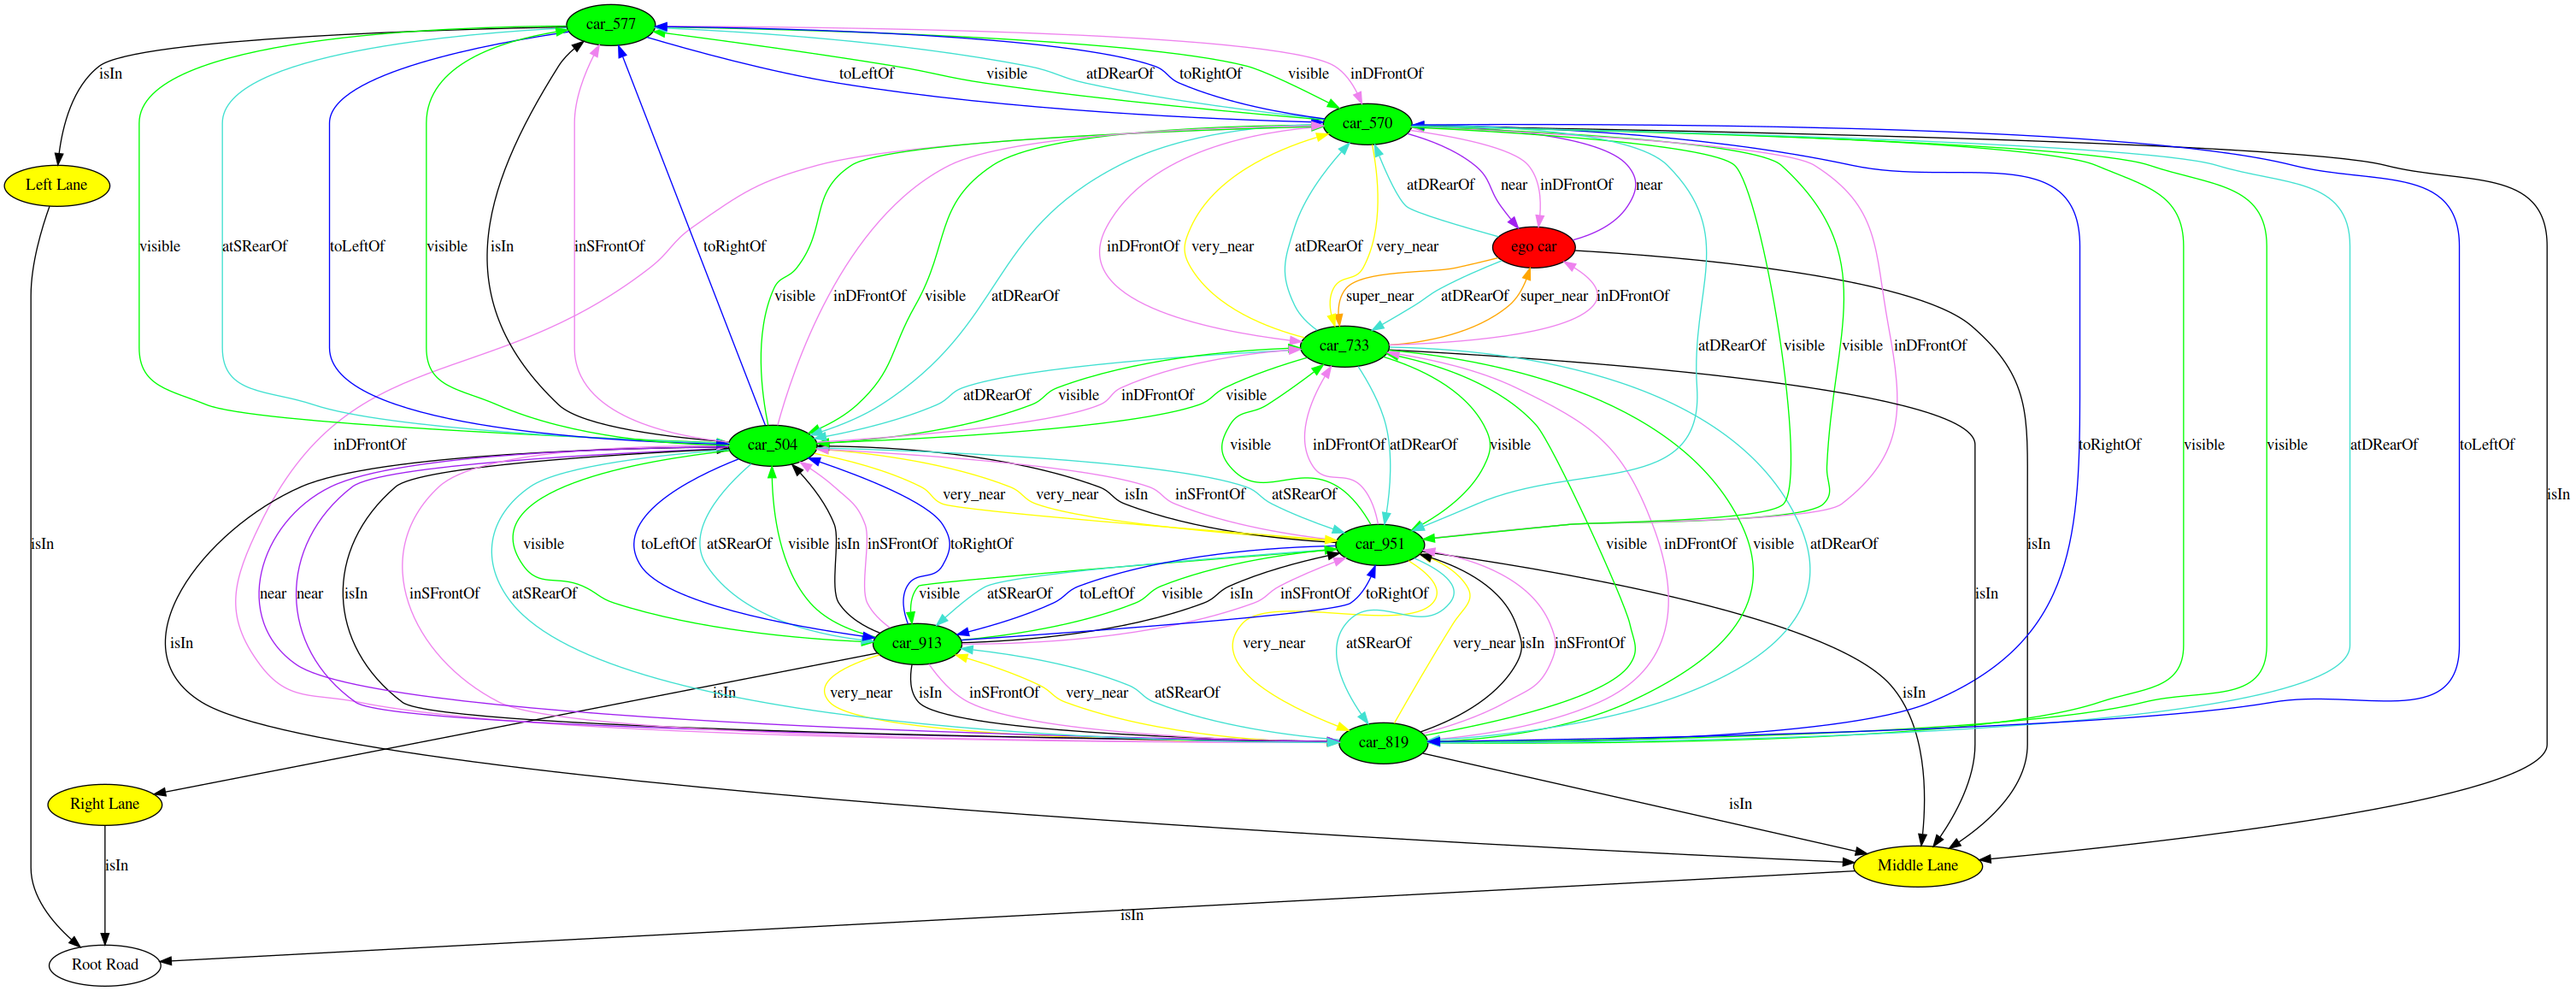 car_577
isIn toLeftOf visible atDRearOf toRightOf visible inDFrontOf
car_570
Left Lane atDRearOf near inDFrontOf near
visible atSRearOf toLeftOf visible isIn inSFrontOf toRightOf inDFrontOf very_near atDRearOf very_near ego car
visible inDFrontOf visible atDRearOf super_near atDRearOf super_near inDFrontOf
car_733 atDRearOf visible visible inDFrontOf
atDRearOf visible inDFrontOf visible
inDFrontOf car_504 visible inDFrontOf atDRearOf visible toRightOf visible visible atDRearOf toLeftOf
very_near very_near isIn inSFrontOf atSRearOf isIn
isIn visible toLeftOf atSRearOf visible isIn inSFrontOf toRightOf car_951 visible inDFrontOf visible atDRearOf isIn
near near isIn inSFrontOf atSRearOf visible atSRearOf toLeftOf visible isIn inSFrontOf toRightOf isIn
isIn car_913 very_near atSRearOf very_near isIn inSFrontOf
isIn very_near isIn inSFrontOf very_near atSRearOf isIn
car_819
Right Lane isIn
isIn Middle Lane
isIn
Root Road